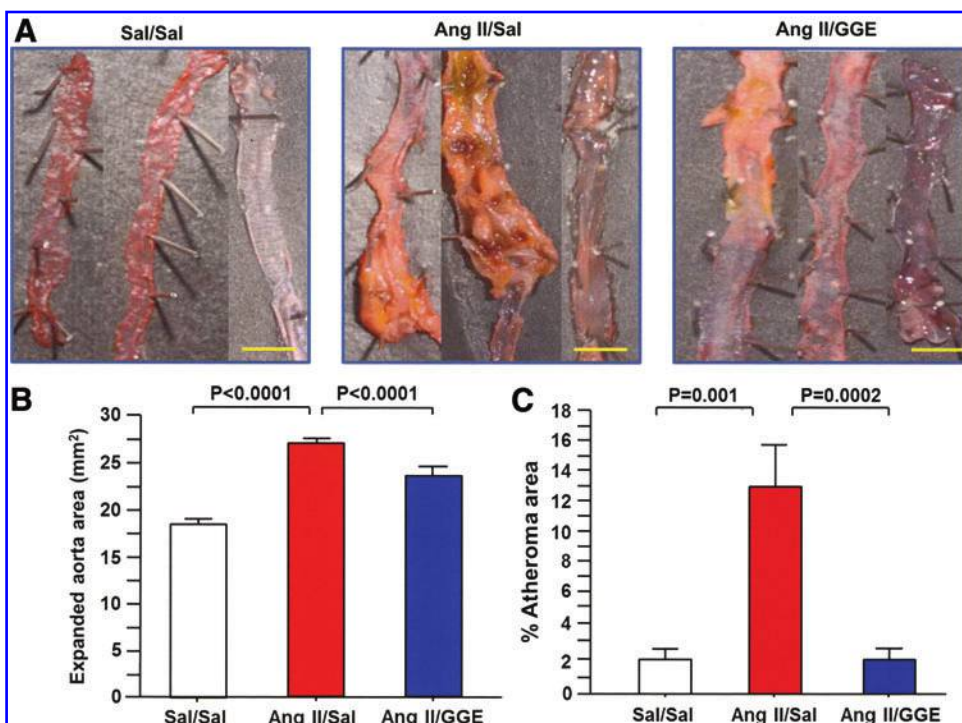 A
Sal/Sal Ang II/Sal Ang II/GGE
B
P<0.0001 P<0.0001
Expanded aorta area (mm²)
30
25
20
15
10
5
0
Sal/Sal Ang II/Sal Ang II/GGE
C
P=0.001 P=0.0002
% Atheroma area
18
16
14
12
10
8
6
4
2
0
Sal/Sal Ang II/Sal Ang II/GGE